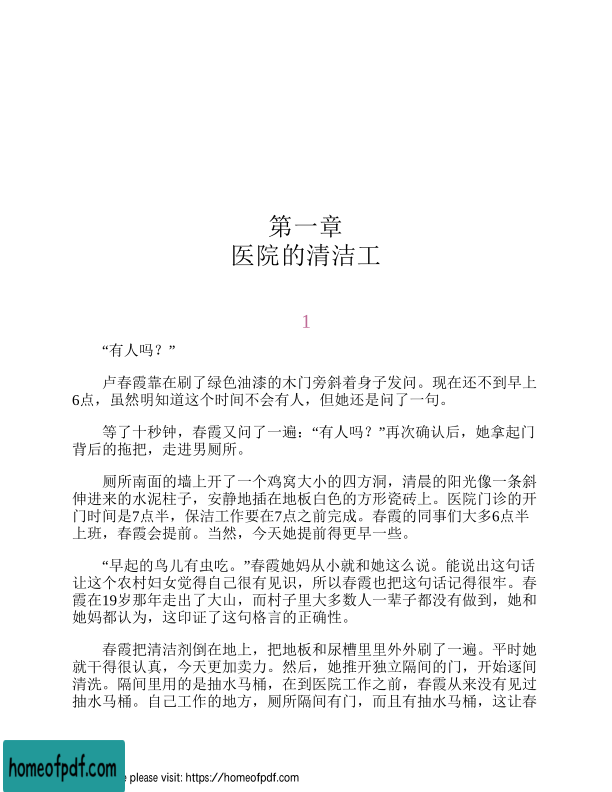 第一章
医院的清洁工
1
“有人吗？”
卢春霞靠在刷了绿色油漆的木门旁斜着身子发问。现在还不到早上
6点，虽然明知道这个时间不会有人，但她还是问了一句。
等了十秒钟，春霞又问了一遍：“有人吗？”再次确认后，她拿起门
背后的拖把，走进男厕所。
厕所南面的墙上开了一个鸡窝大小的四方洞，清晨的阳光像一条斜
伸进来的水泥柱子，安静地插在地板白色的方形瓷砖上。医院门诊的开
门时间是7点半，保洁工作要在7点之前完成。春霞的同事们大多6点半
上班，春霞会提前。当然，今天她提前得更早一些。
“早起的鸟儿有虫吃。”春霞她妈从小就和她这么说。能说出这句话
让这个农村妇女觉得自己很有见识，所以春霞也把这句话记得很牢。春
霞在19岁那年走出了大山，而村子里大多数人一辈子都没有做到，她和
她妈都认为，这印证了这句格言的正确性。
春霞把清洁剂倒在地上，把地板和尿槽里里外外刷了一遍。平时她
就干得很认真，今天更加卖力。然后，她推开独立隔间的门，开始逐间
清洗。隔间里用的是抽水马桶，在到医院工作之前，春霞从来没有见过
抽水马桶。自己工作的地方，厕所隔间有门，而且有抽水马桶，这让春
homeofpdf.com
e please visit: https://homeofpdf.com